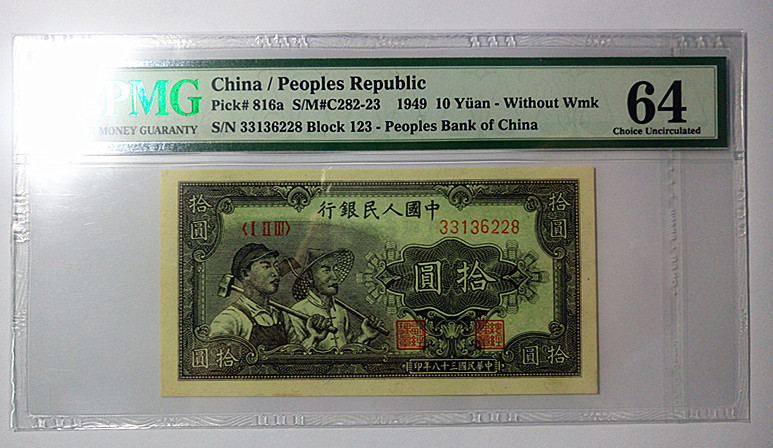 PMG
MONEY GUARANTY
China / Peoples Republic
Pick# 816a S/M#C282-23 1949 10 Yüan - Without Wmk
S/N 33136228 Block 123 - Peoples Bank of China
64
Choice Uncirculated
中國人民銀行
拾圓
拾圓
〈I II III〉
33136228
拾圓
拾圓
拾圓
中華民國三十八年印